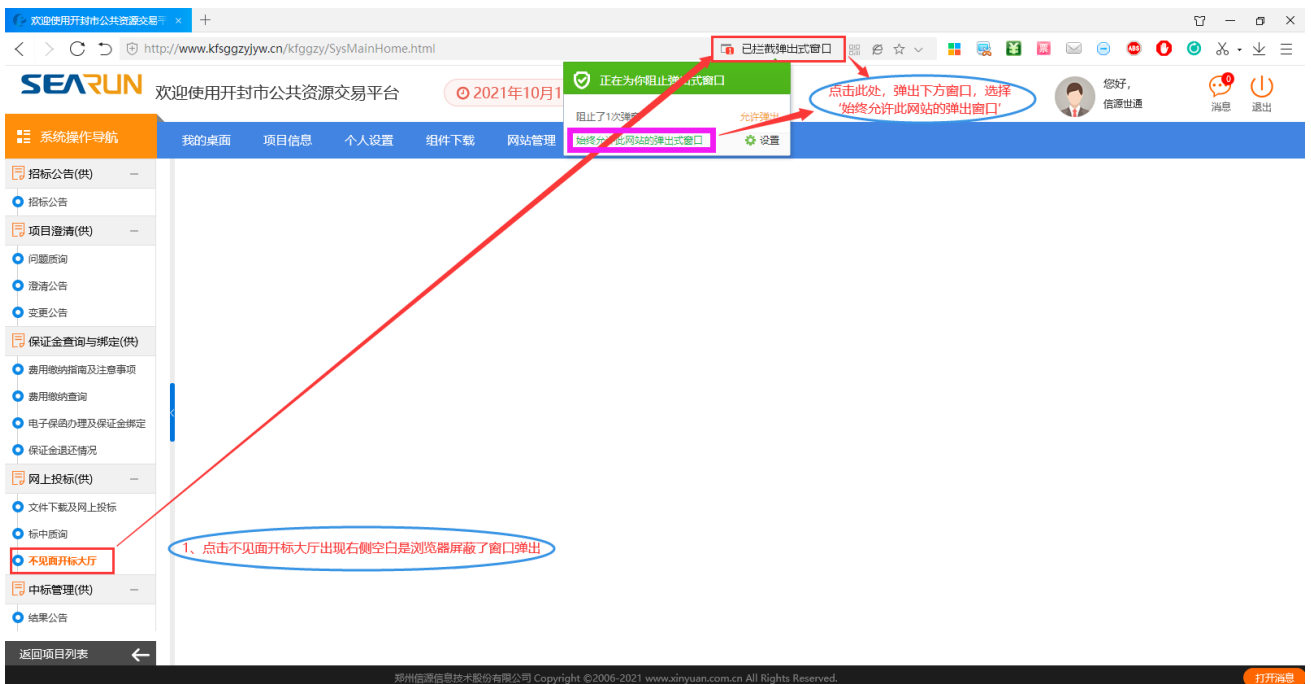 欢迎使用开封市公共资源交易平
http://www.kfsggzyjyw.cn/kfggzy/SysMainHome.html
已拦截弹出式窗口
SEARUN
欢迎使用开封市公共资源交易平台
2021年10月1
正在为你阻止弹出式窗口
阻止了1次弹
允许弹出
始终允许此网站的弹出式窗口
设置
点击此处，弹出下方窗口，选择
‘始终允许此网站的弹出窗口’
您好，
信源世通
0
消息
退出
系统操作导航
我的桌面
项目信息
个人设置
组件下载
网站管理
招标公告(供)
招标公告
项目澄清(供)
问题质询
澄清公告
变更公告
保证金查询与绑定(供)
费用缴纳指南及注意事项
费用缴纳查询
电子保函办理及保证金绑定
保证金退还情况
网上投标(供)
文件下载及网上投标
标中质询
不见面开标大厅
1、点击不见面开标大厅出现右侧空白是浏览器屏蔽了窗口弹出
中标管理(供)
结果公告
返回项目列表
郑州信源信息技术股份有限公司 Copyright ©2006-2021 www.xinyuan.com.cn All Rights Reserved.
打开消息